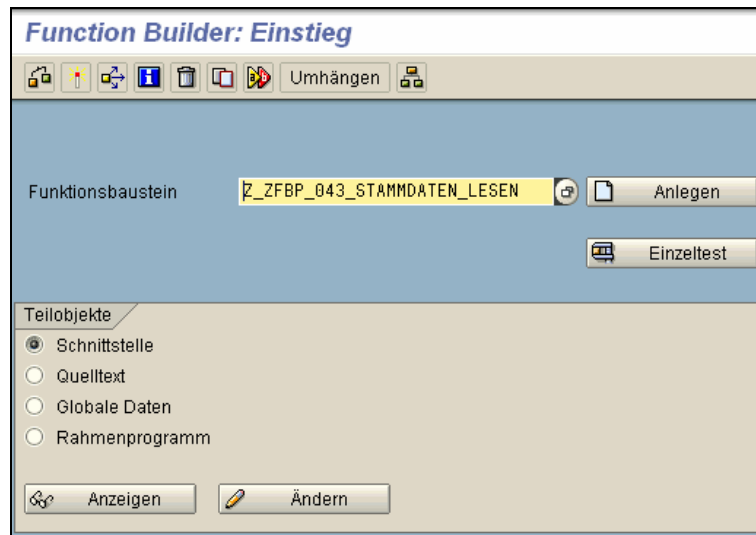 Function Builder: Einstieg
Umhängen
Funktionsbaustein Z_ZFBP_043_STAMMDATEN_LESEN Anlegen
Einzeltest
Teilobjekte
Schnittstelle
Quelltext
Globale Daten
Rahmenprogramm
Anzeigen Ändern